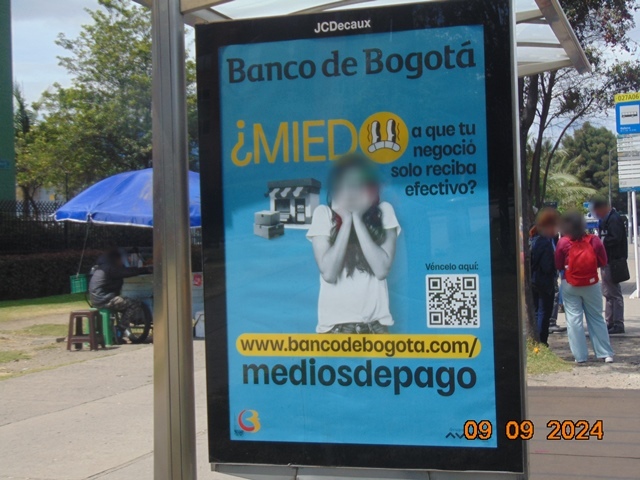 JCDecaux
Banco de Bogotá
¿MIEDO
a que tu
negocio
solo reciba
efectivo?
Véncelo aquí:
www.bancodebogota.com/
mediosdepago
09 09 2024